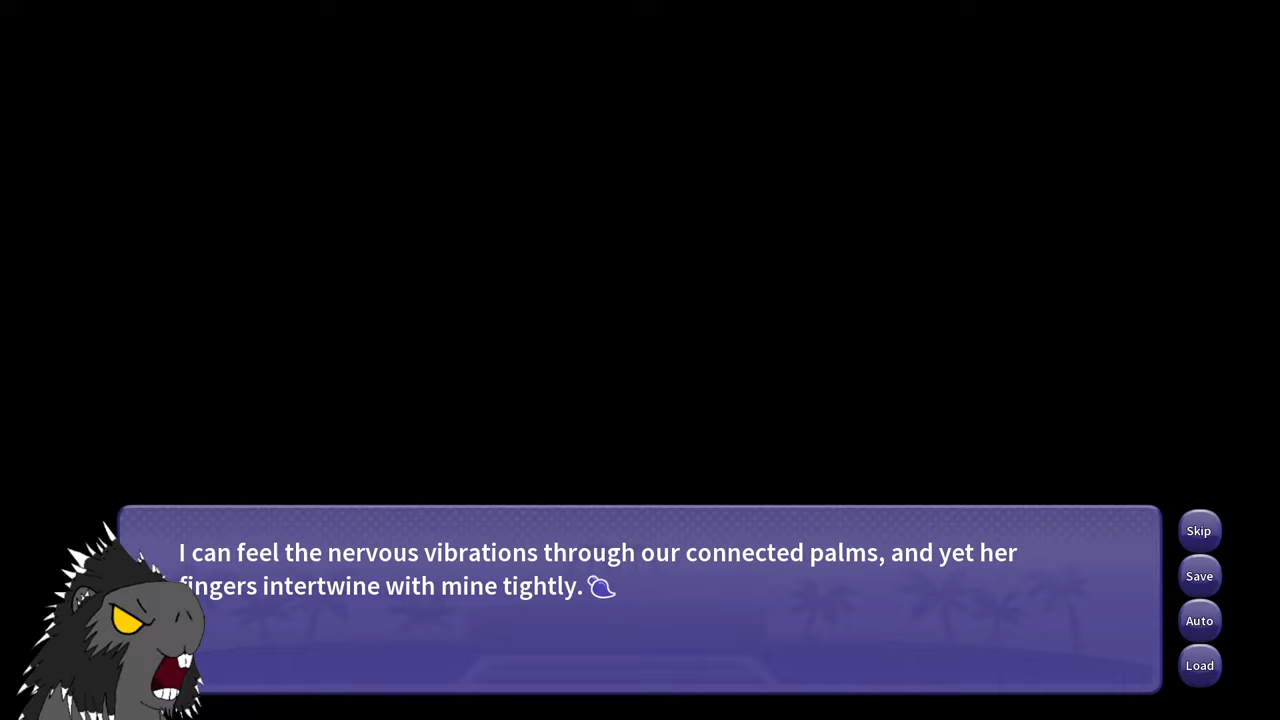 I can feel the nervous vibrations through our connected palms, and yet her
fingers intertwine with mine tightly.
Skip
Save
Auto
Load